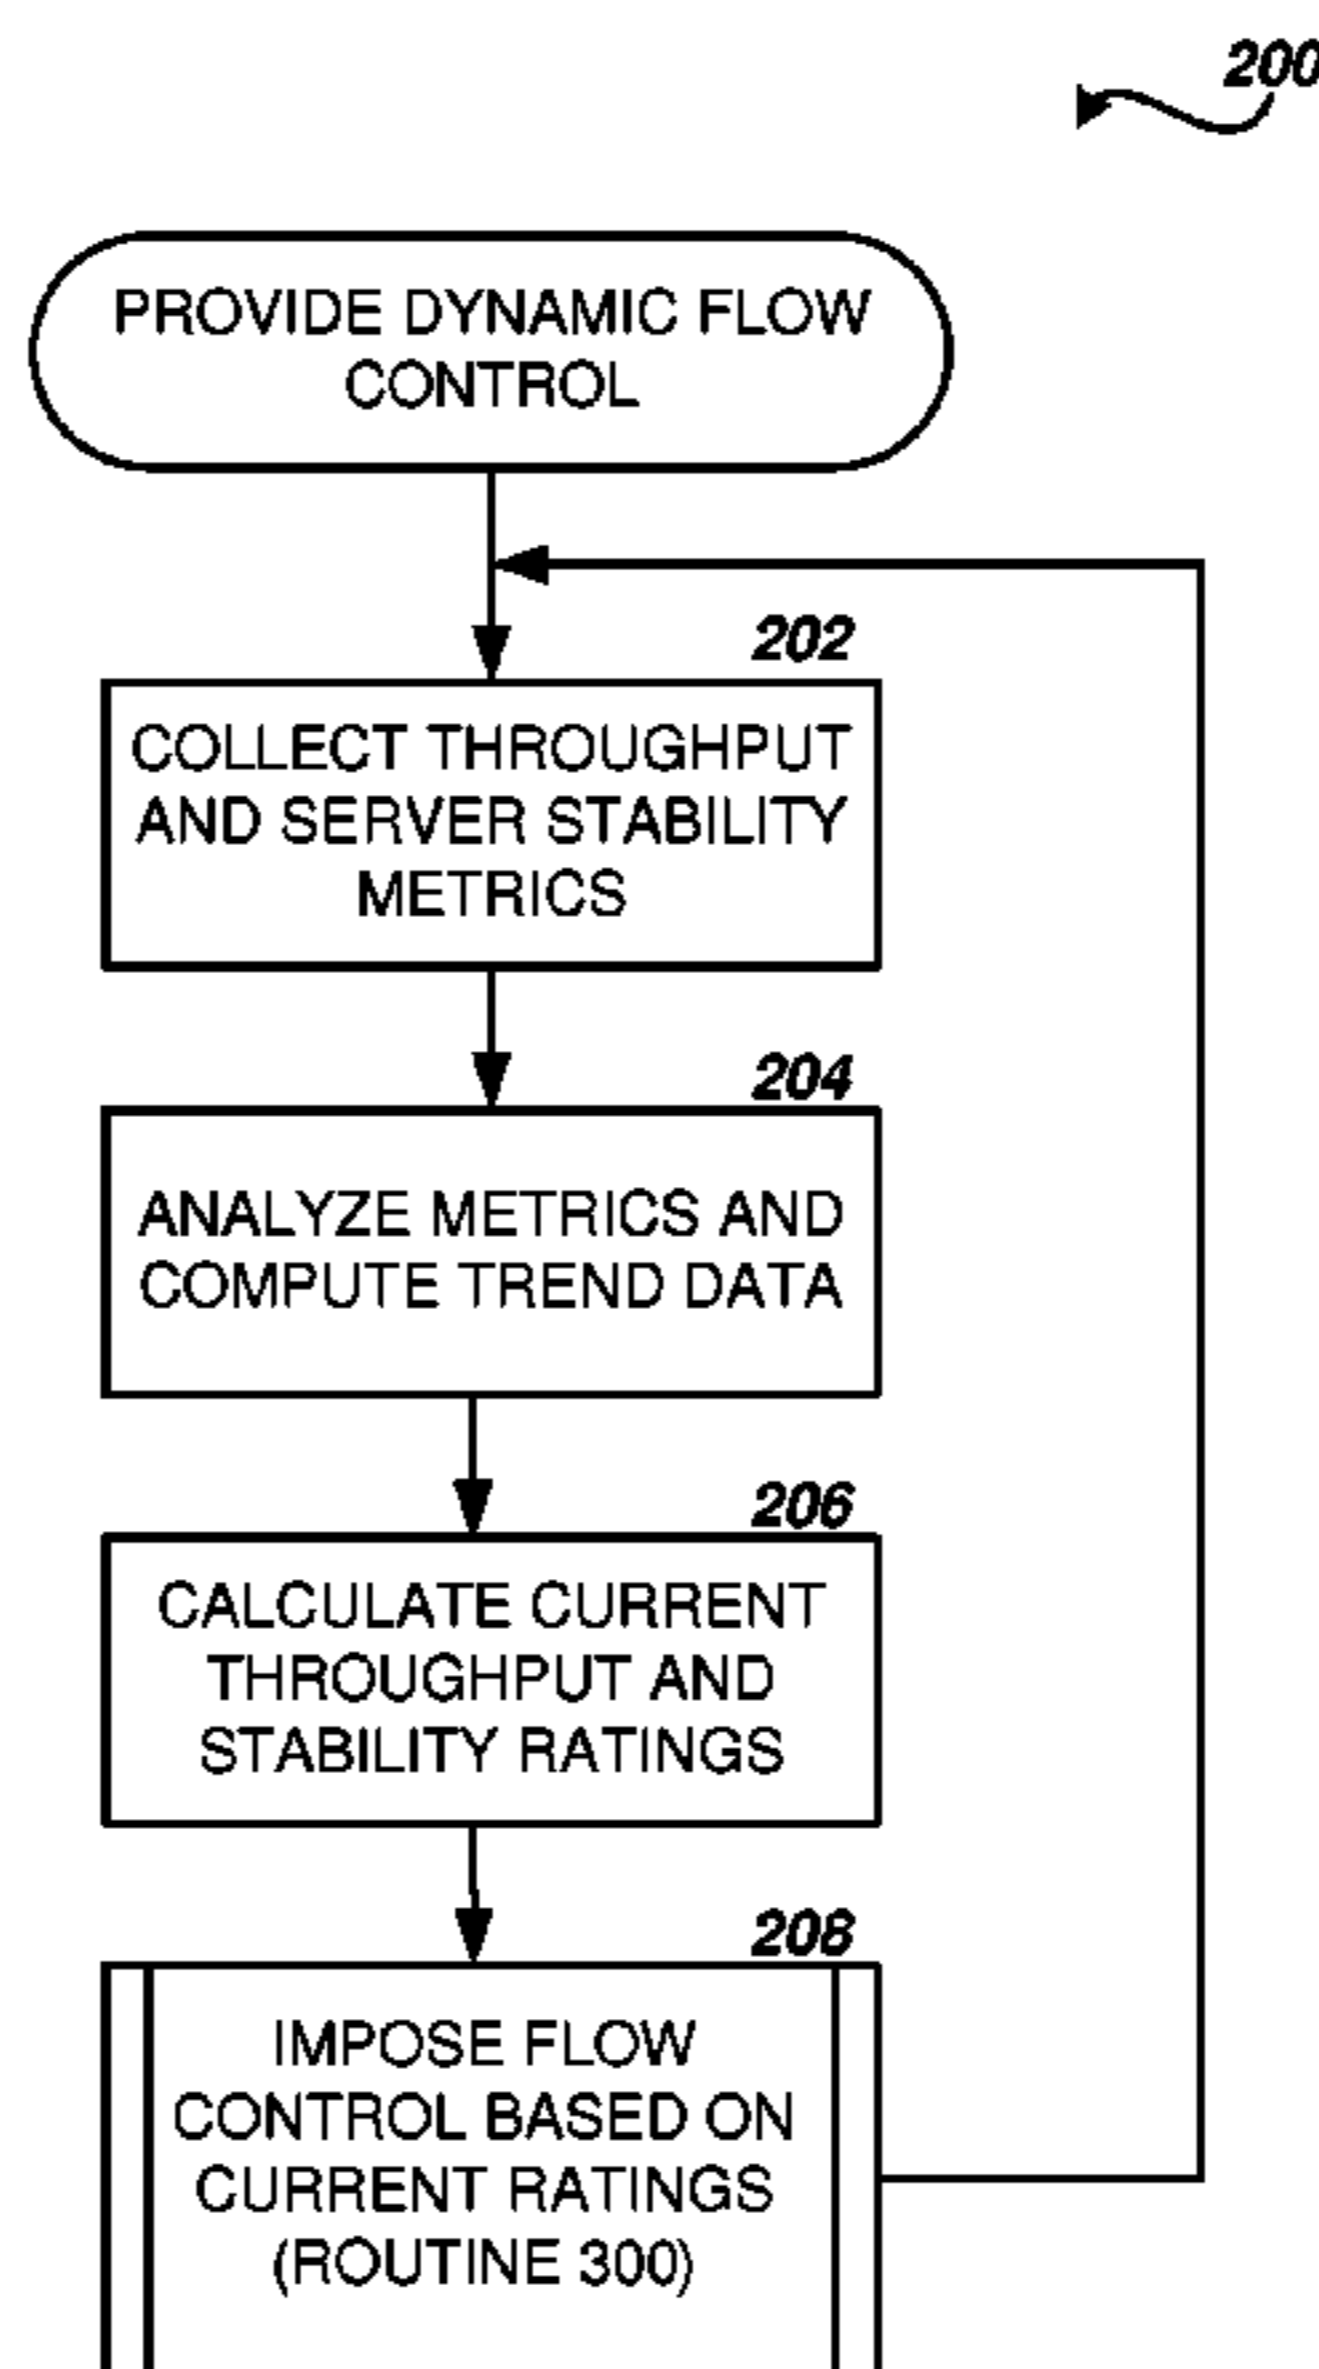 200
PROVIDE DYNAMIC FLOW
CONTROL
202
COLLECT THROUGHPUT
AND SERVER STABILITY
METRICS
204
ANALYZE METRICS AND
COMPUTE TREND DATA
206
CALCULATE CURRENT
THROUGHPUT AND
STABILITY RATINGS
208
IMPOSE FLOW
CONTROL BASED ON
CURRENT RATINGS
(ROUTINE 300)